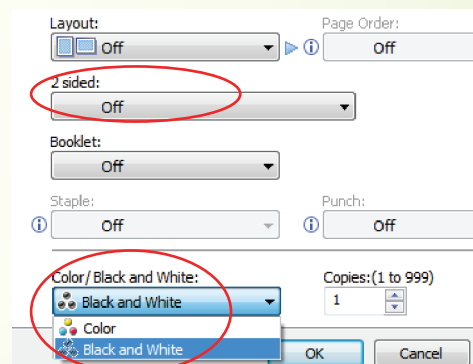 Layout: Page Order:
Off Off
2 sided:
Off
Booklet:
Off
Staple: Punch:
Off Off
Color/Black and White: Copies:(1 to 999)
Black and White 1
Color
Black and White OK Cancel